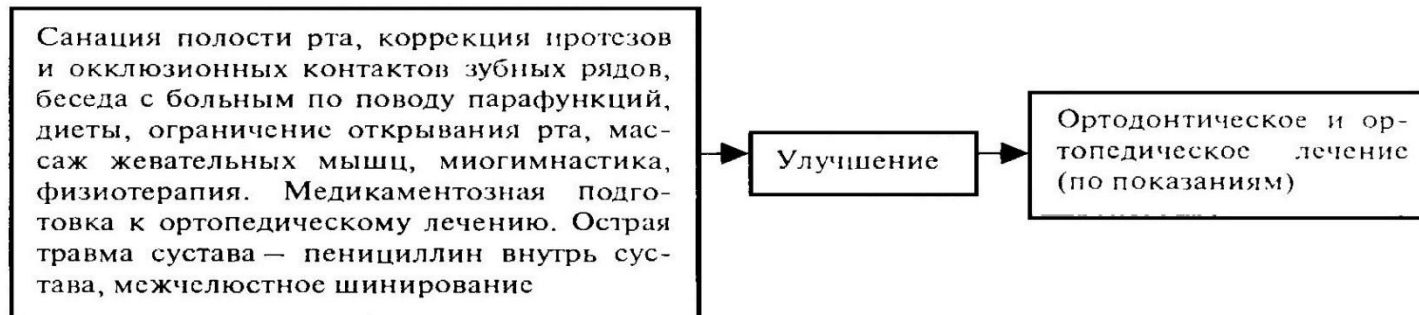 Санация полости рта, коррекция протезов
и окклюзионных контактов зубных рядов,
беседа с больным по поводу парафункций,
диеты, ограничение открывания рта, мас-
саж жевательных мышц, миогимнастика,
физиотерапия. Медикаментозная подго-
товка к ортопедическому лечению. Острая
травма сустава — пенициллин внутрь сус-
тава, межчелюстное шинирование
Улучшение
Ортодонтическое и ор-
топедическое лечение
(по показаниям)